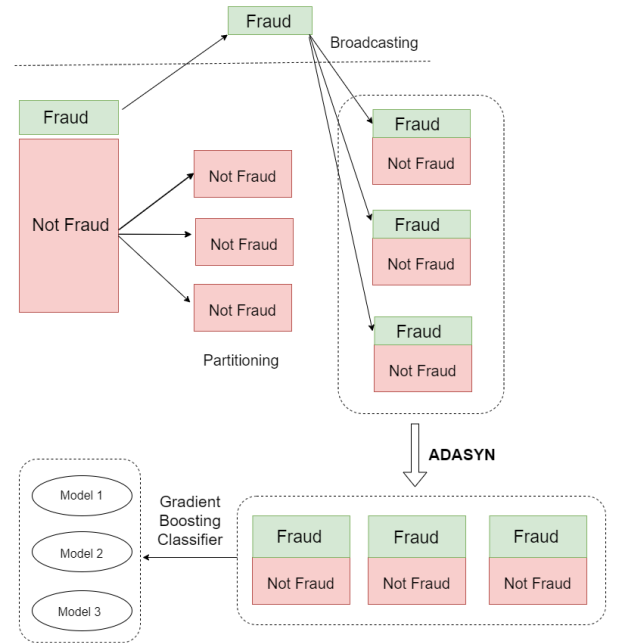 Fraud
Broadcasting
Fraud
Not Fraud
Not Fraud
Not Fraud
Not Fraud
Partitioning
Fraud
Not Fraud
Fraud
Not Fraud
Fraud
Not Fraud
ADASYN
Model 1
Model 2
Model 3
Gradient
Boosting
Classifier
Fraud
Not Fraud
Fraud
Not Fraud
Fraud
Not Fraud